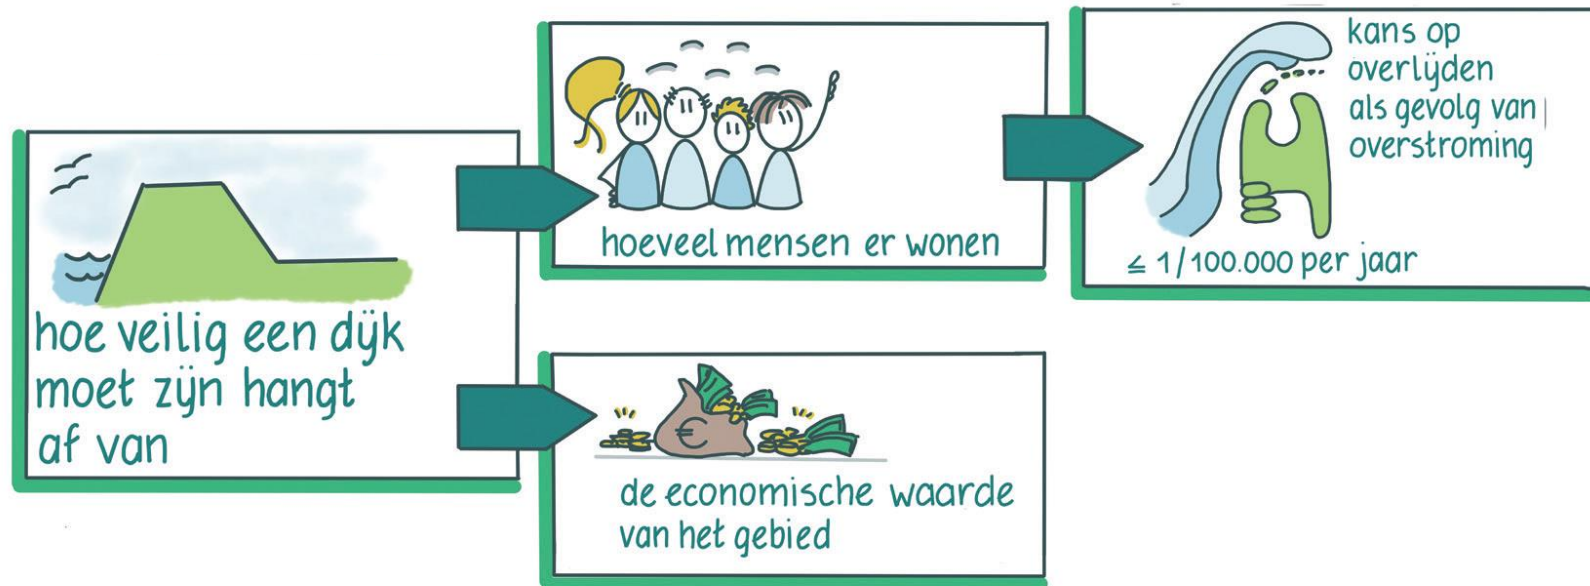 hoe veilig een dijk
moet zijn hangt
af van
hoeveel mensen er wonen
kans op
overlijden
als gevolg van
overstroming
≤ 1/100.000 per jaar
€
de economische waarde
van het gebied